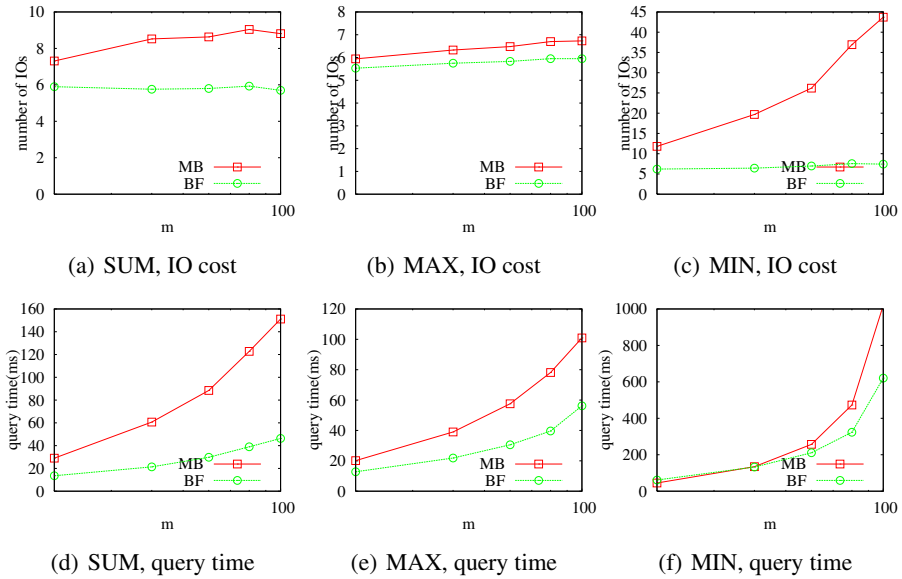 10
8
6
4
2
0
number of IOs
MB
BF
100
m
(a) SUM, IO cost
8
7
6
5
4
3
2
1
0
number of IOs
MB
BF
100
m
(b) MAX, IO cost
45
40
35
30
25
20
15
10
5
0
number of IOs
MB
BF
100
m
(c) MIN, IO cost
160
140
120
100
80
60
40
20
0
query time(ms)
MB
BF
100
m
(d) SUM, query time
120
100
80
60
40
20
0
query time(ms)
MB
BF
100
m
(e) MAX, query time
1000
800
600
400
200
0
query time(ms)
MB
BF
100
m
(f) MIN, query time